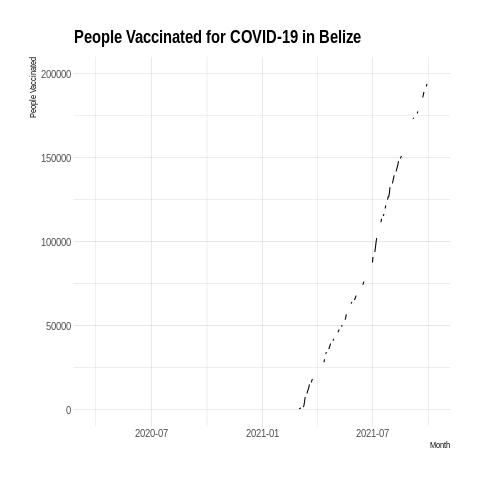 People Vaccinated for COVID-19 in Belize
People Vaccinated
200000
150000
100000
50000
0
2020-07
2021-01
2021-07
Month